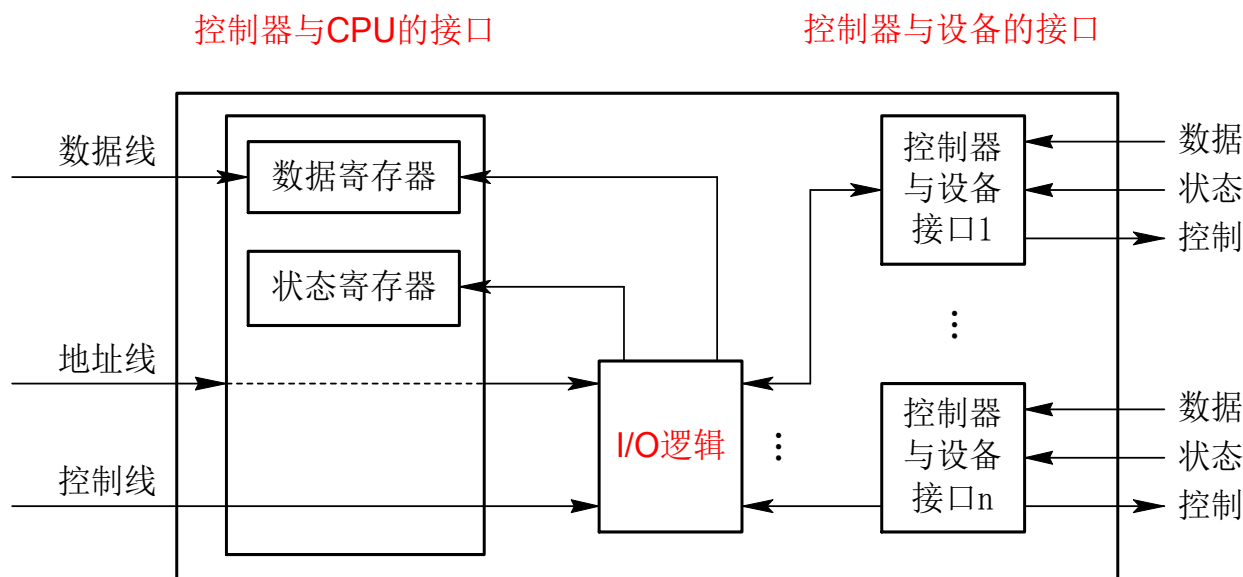 控制器与CPU的接口
控制器与设备的接口
数据线
数据寄存器
状态寄存器
地址线
控制线
I/O逻辑
控制器
与设备
接口1
数据
状态
控制
控制器
与设备
接口n
数据
状态
控制